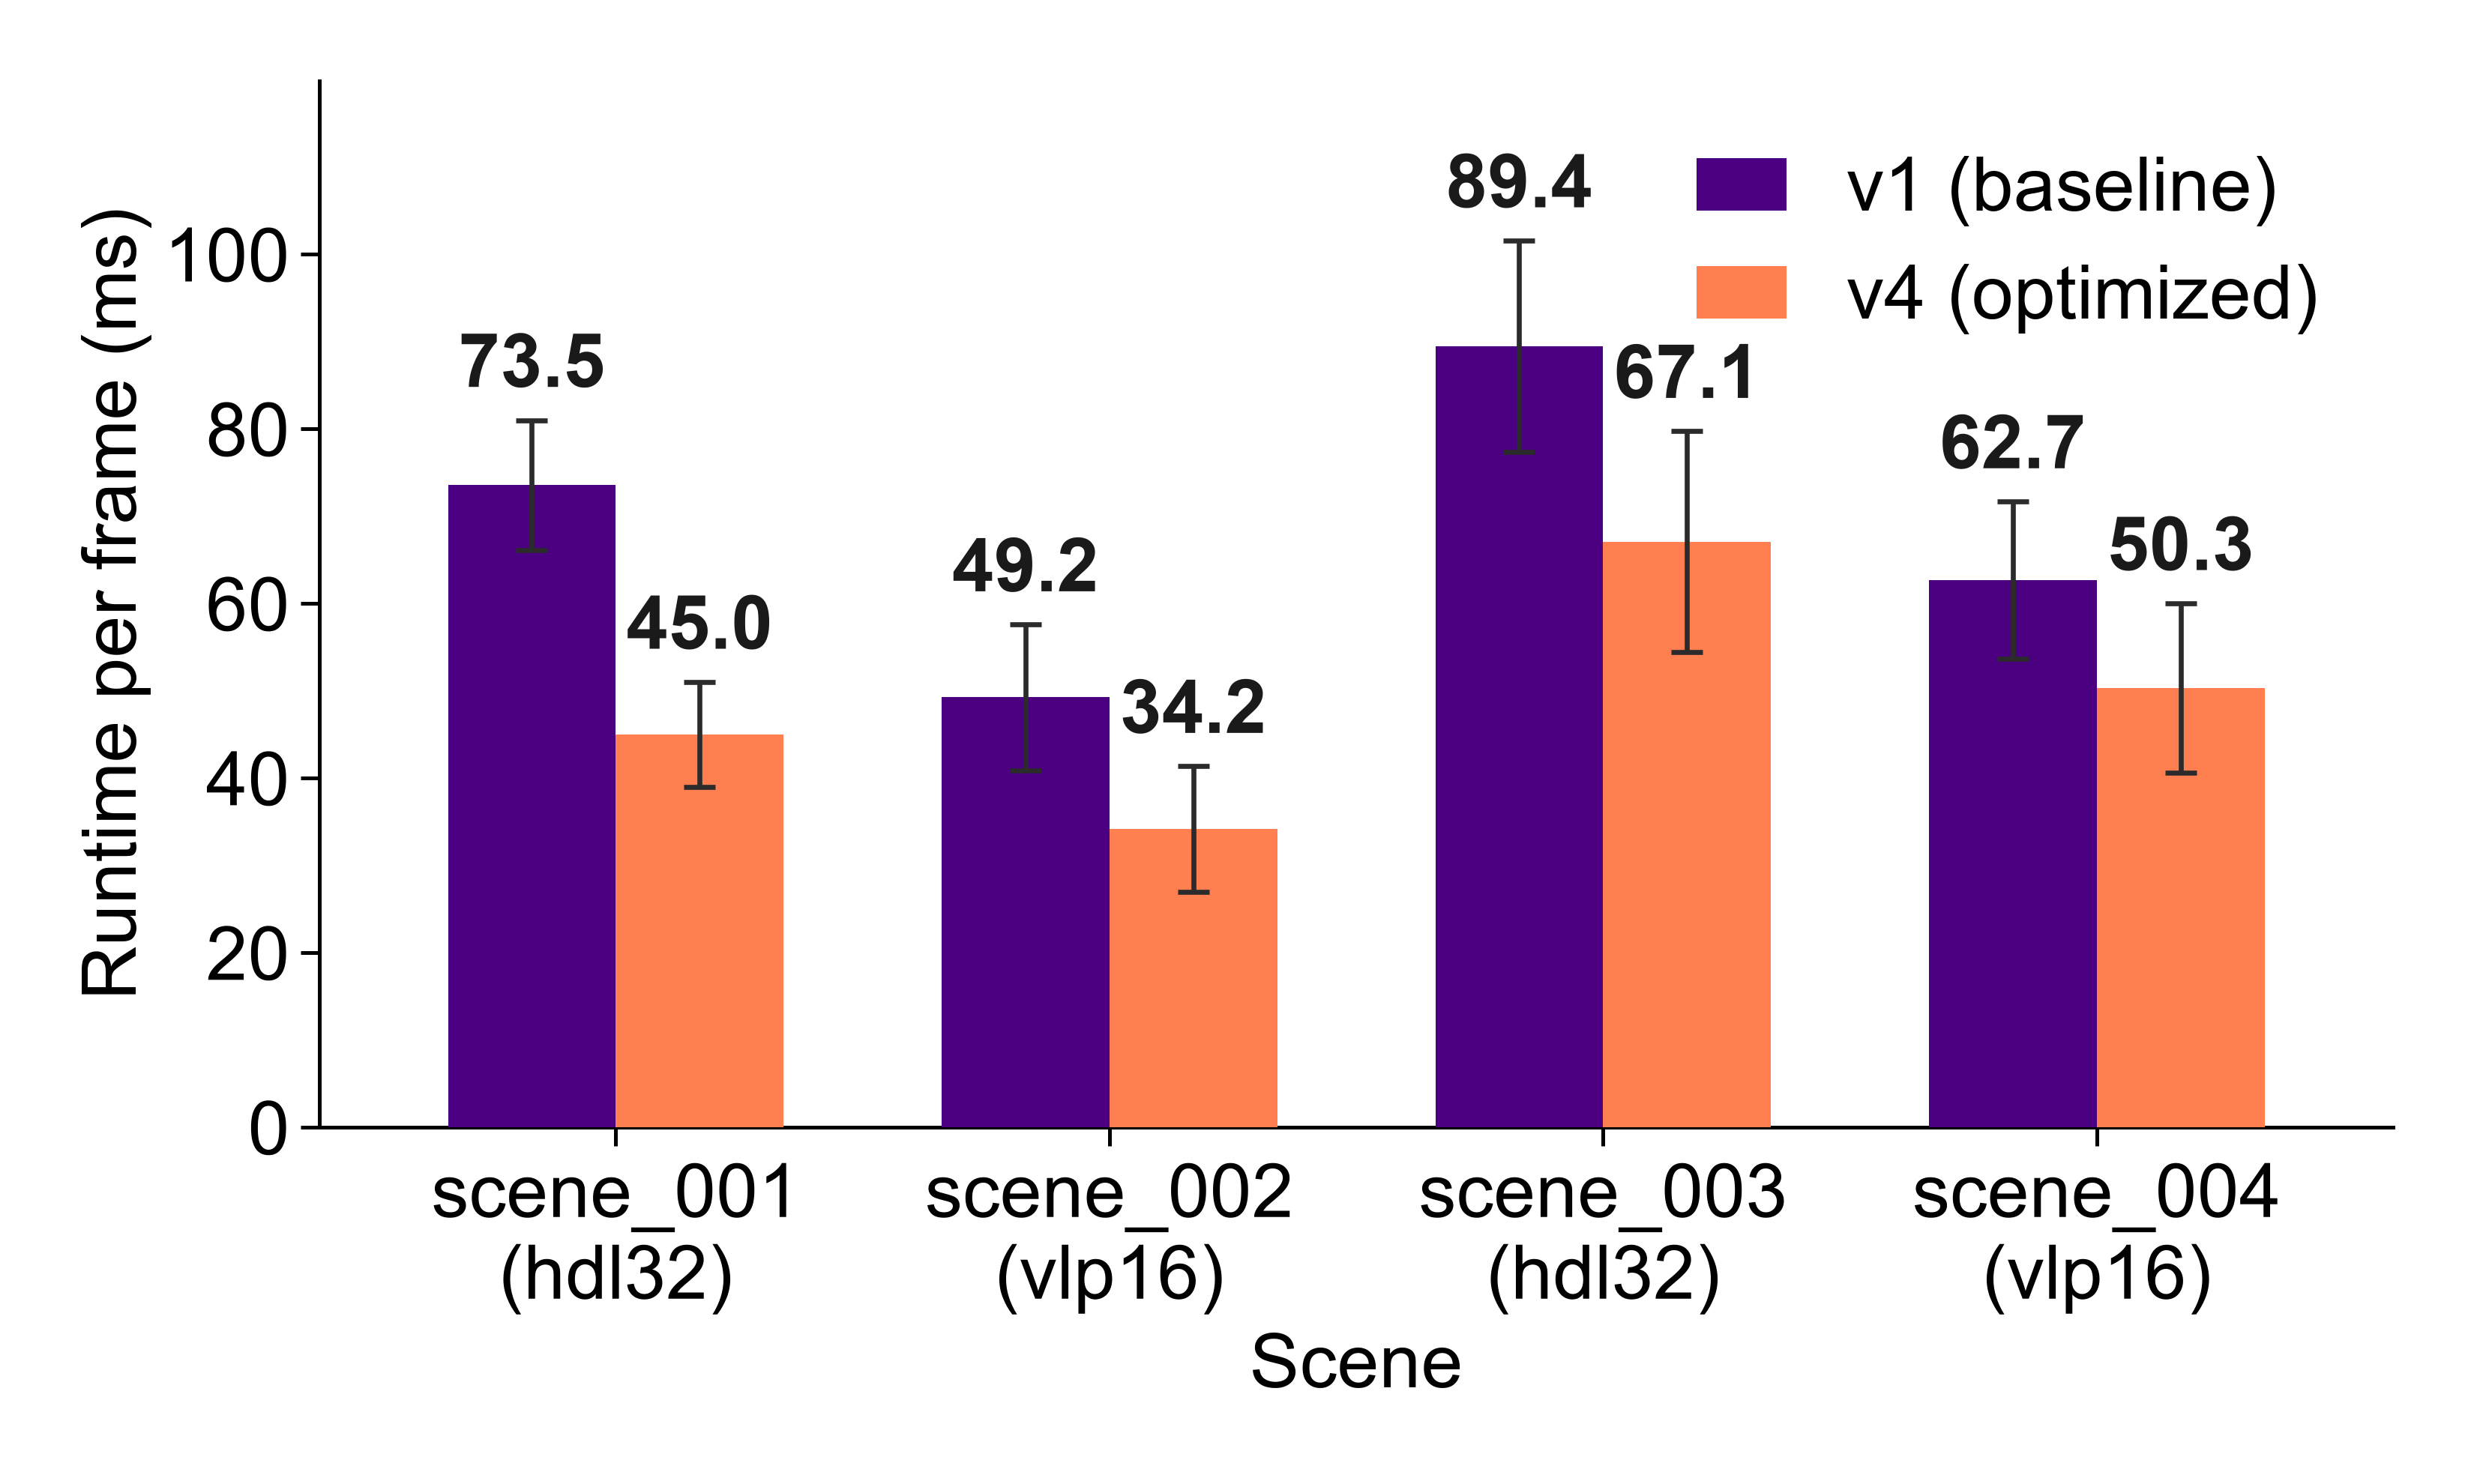 Runtime per frame (ms)
100
80
60
40
20
0
73.5
45.0
49.2
34.2
89.4
67.1
62.7
50.3
v1 (baseline)
v4 (optimized)
scene_001
(hdl32)
scene_002
(vlp16)
scene_003
(hdl32)
scene_004
(vlp16)
Scene